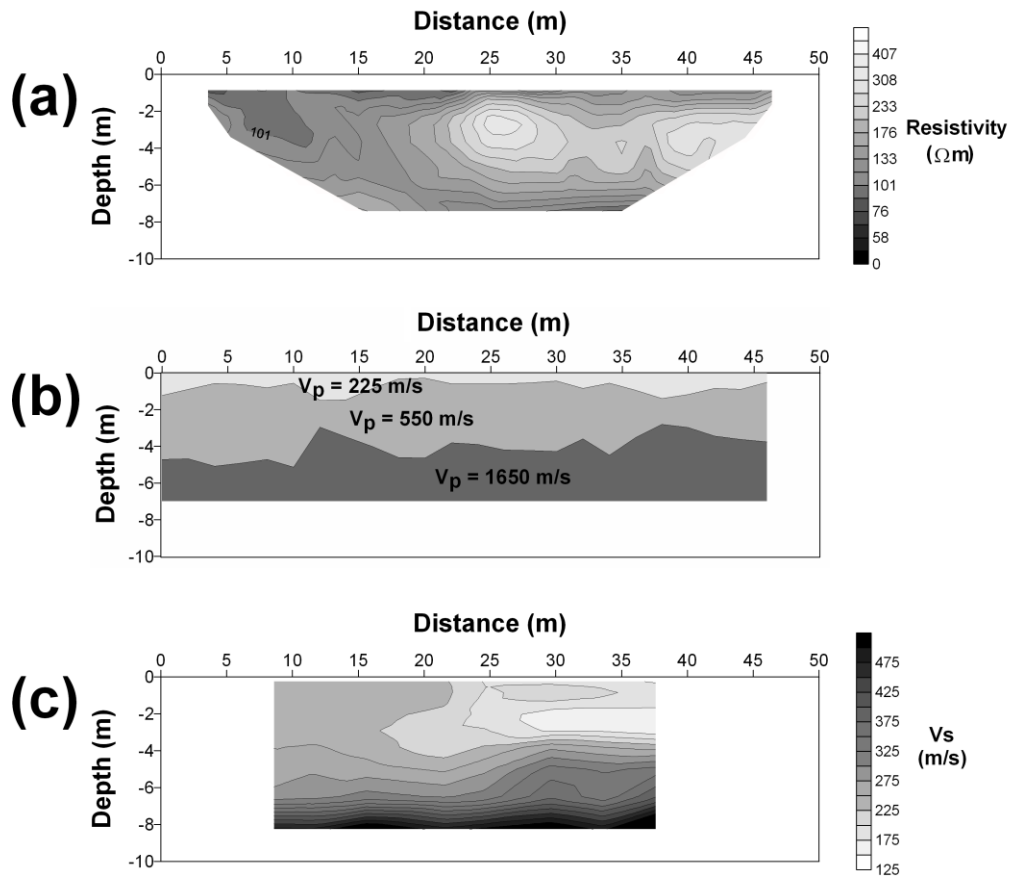 (a)
Distance (m)
0 5 10 15 20 25 30 35 40 45 50
Depth (m)
0
-2
-4
-6
-8
-10
101
407
308
233
176
133
101
76
58
0
Resistivity
(Ωm)
(b)
Distance (m)
0 5 10 15 20 25 30 35 40 45 50
Depth (m)
0
-2
-4
-6
-8
-10
Vp = 225 m/s
Vp = 550 m/s
Vp = 1650 m/s
(c)
Distance (m)
0 5 10 15 20 25 30 35 40 45 50
Depth (m)
0
-2
-4
-6
-8
-10
475
425
375
325
275
225
175
125
Vs
(m/s)